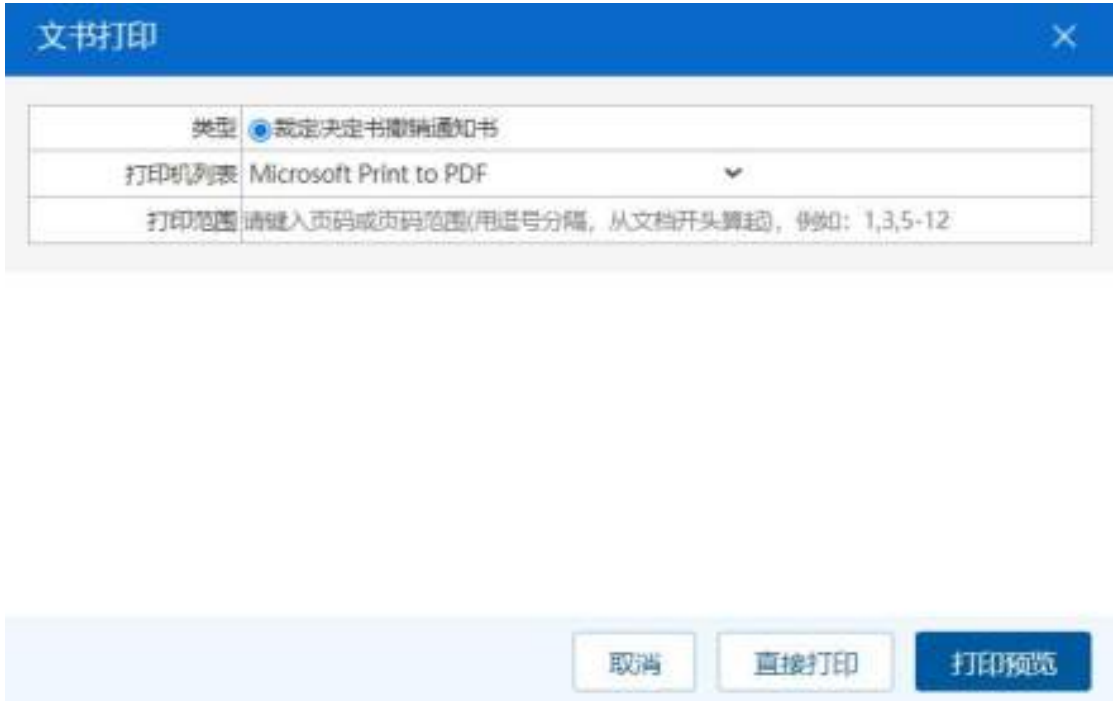 文书打印
类型 裁定决定书撤销通知书
打印机列表 Microsoft Print to PDF
打印范围 请键入页码或页码范围(用逗号分隔，从文档开头算起)，例如：1,3,5-12
取消 直接打印 打印预览